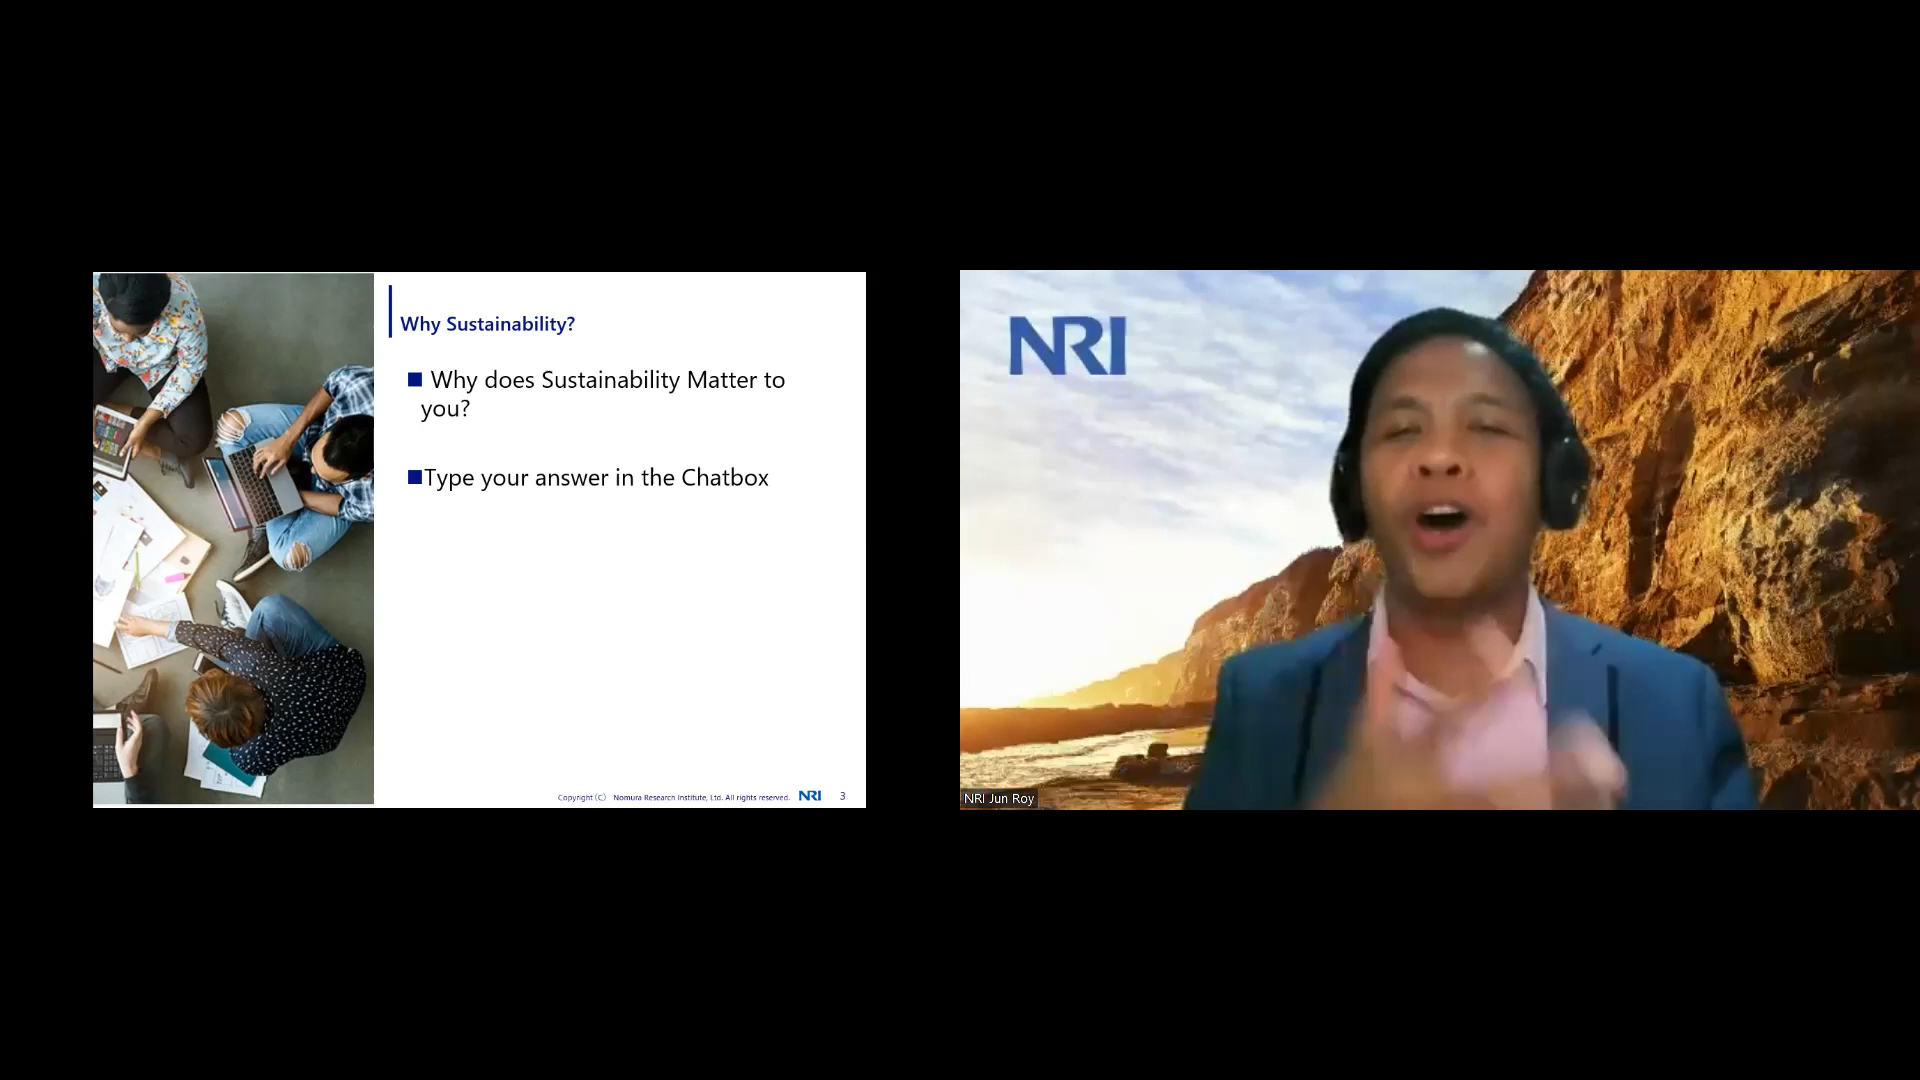 Why Sustainability?
■ Why does Sustainability Matter to
you?
■Type your answer in the Chatbox
Copyright (C) Nomura Research Institute, Ltd. All rights reserved. NRI 3
NRI
NRI Jun Roy